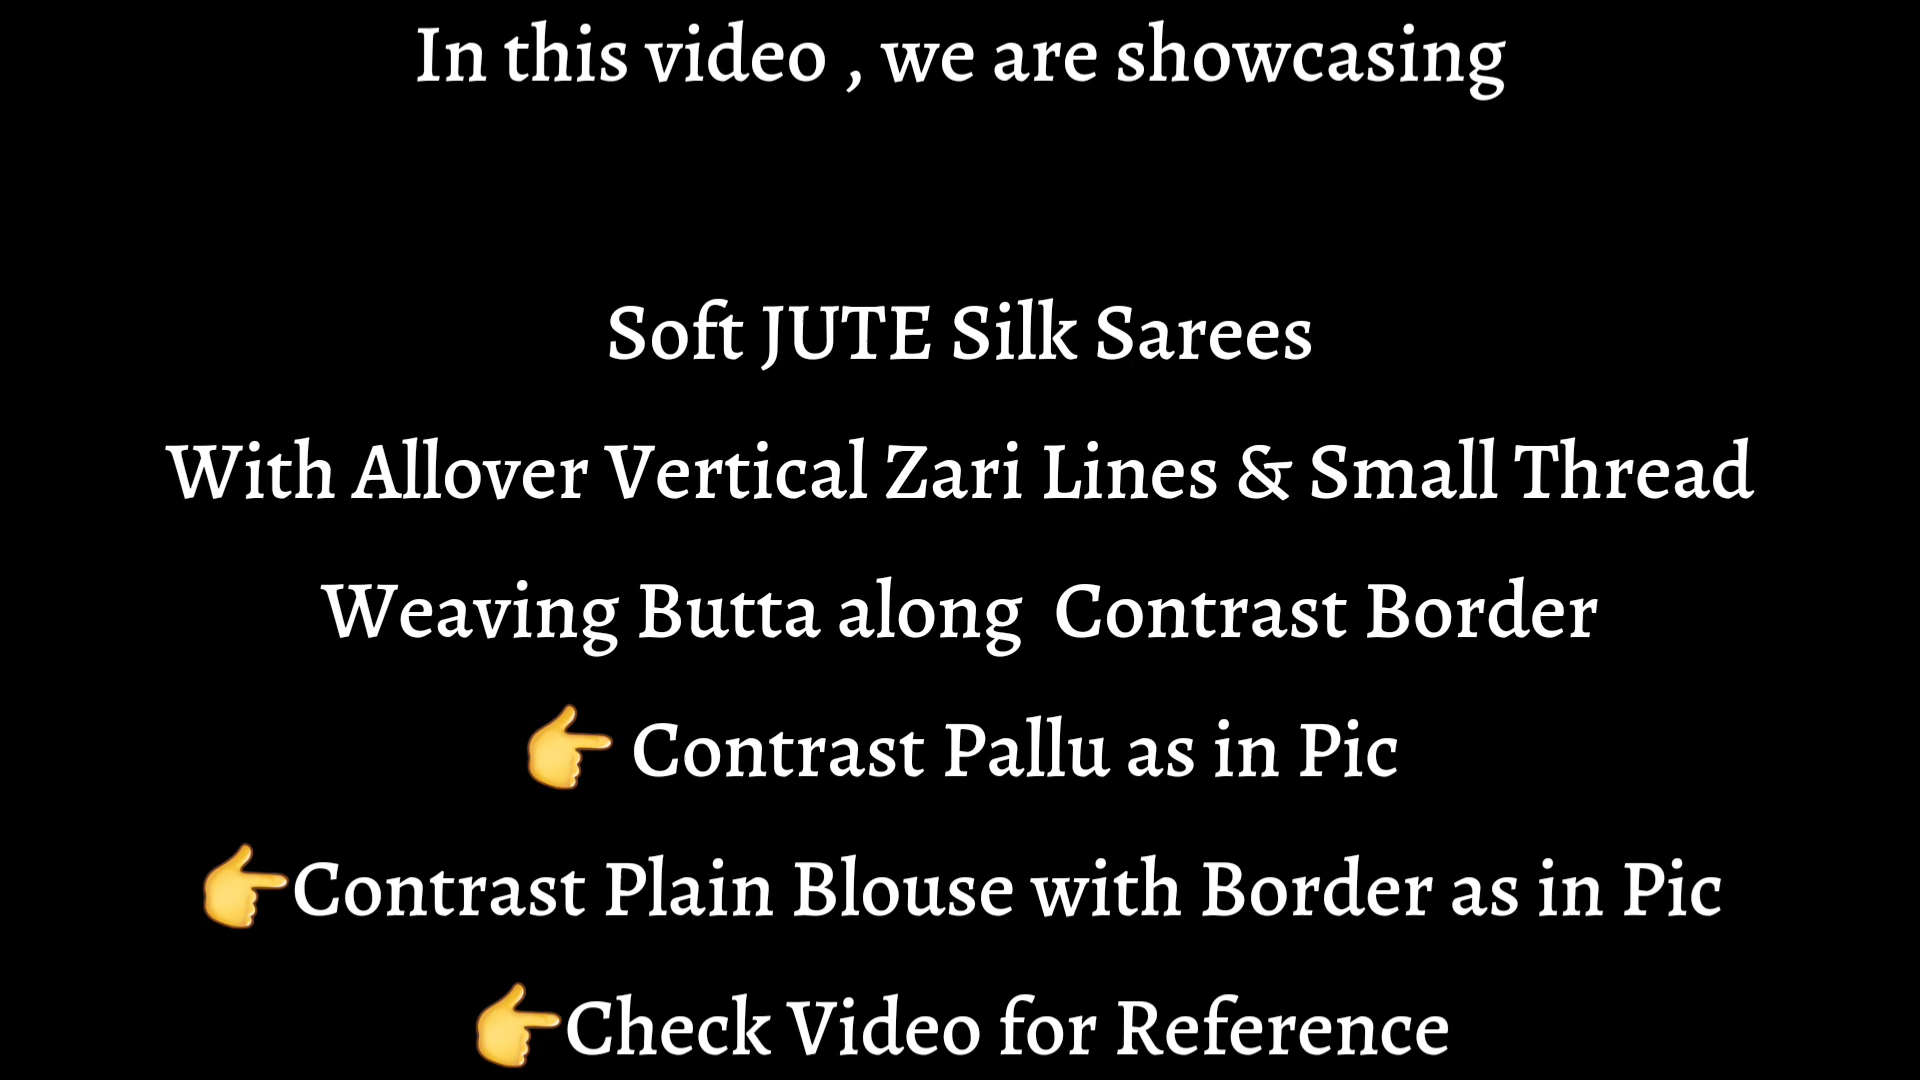 In this video , we are showcasing
Soft JUTE Silk Sarees
With Allover Vertical Zari Lines & Small Thread
Weaving Butta along  Contrast Border
👉 Contrast Pallu as in Pic
👉Contrast Plain Blouse with Border as in Pic
👉Check Video for Reference